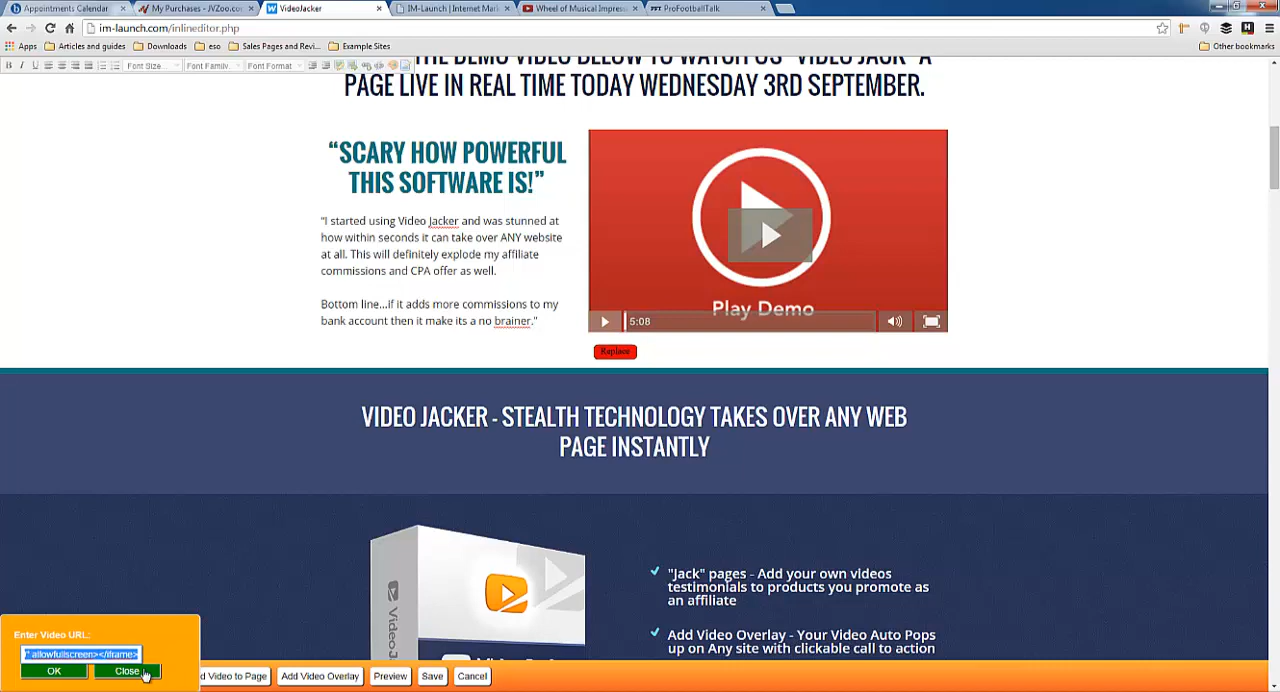 Appointments Calendar
My Purchases - JVZoo.co
VideoJacker
IM-Launch | Internet Mark
Wheel of Musical Impress
ProFootballTalk
im-launch.com/inlineditor.php
Apps
Articles and guides
Downloads
eso
Sales Pages and Revi...
Example Sites
Other bookmarks
B I U
Font Size...
Font Family.
Font Format
THE DEMO VIDEO BELOW TO WATCH US "VIDEO JACK" A
PAGE LIVE IN REAL TIME TODAY WEDNESDAY 3RD SEPTEMBER.
“SCARY HOW POWERFUL
THIS SOFTWARE IS!”
"I started using Video Jacker and was stunned at
how within seconds it can take over ANY website
at all. This will definitely explode my affiliate
commissions and CPA offer as well.
Bottom line...if it adds more commissions to my
bank account then it make its a no brainer."
Play Demo
5:08
Replace
VIDEO JACKER - STEALTH TECHNOLOGY TAKES OVER ANY WEB
PAGE INSTANTLY
"Jack" pages - Add your own videos
testimonials to products you promote as
an affiliate
Add Video Overlay - Your Video Auto Pops
up on Any site with clickable call to action
Enter Video URL:
" allowfullscreen></iframe>
OK
Close
d Video to Page
Add Video Overlay
Preview
Save
Cancel